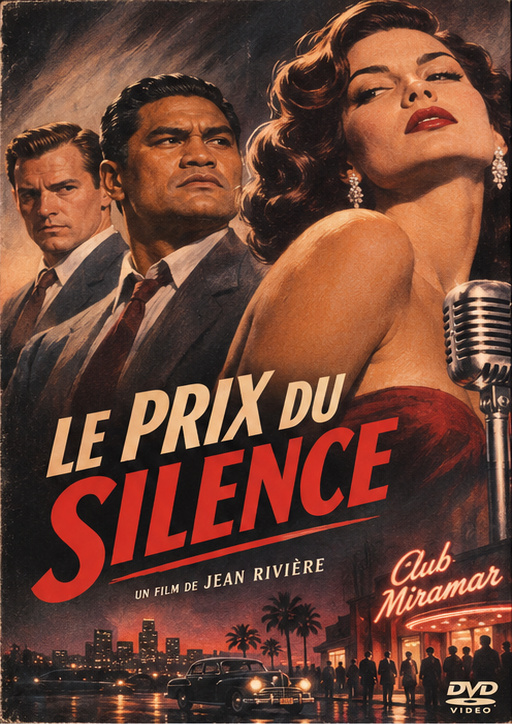 LE PRIX DU
SILENCE
UN FILM DE JEAN RIVIÈRE
Club
Miramar
DVD
VIDEO